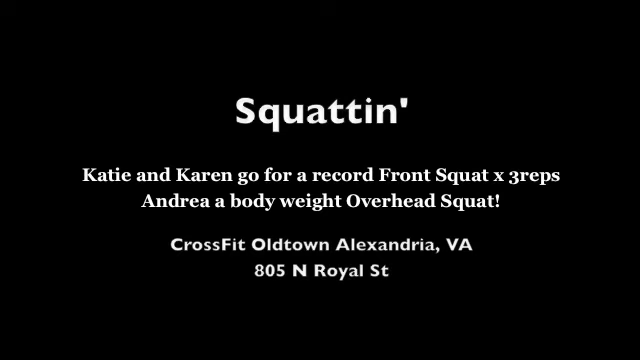 Squattin'
Katie and Karen go for a record Front Squat x 3reps
Andrea a body weight Overhead Squat!
CrossFit Oldtown Alexandria, VA
805 N Royal St